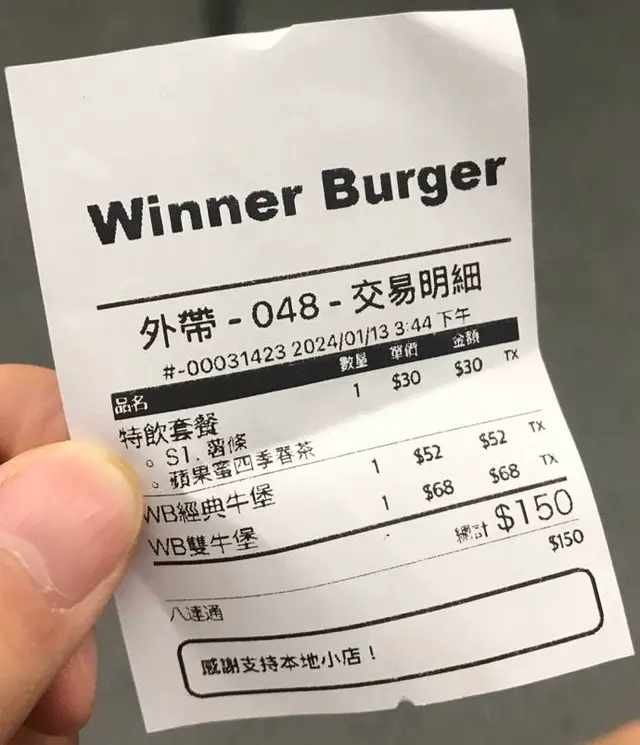 Winner Burger
外帶 - 048 - 交易明細
#-00031423 2024/01/13 3:44 下午
品名 數量 單價 金額
特飲套餐 1 $30 $30 TX
◦ S1. 薯條
◦ 蘋果蜜四季春茶
WB經典牛堡 1 $52 $52 TX
WB雙牛堡 1 $68 $68 TX
總計 $150
八達通 $150
感謝支持本地小店！